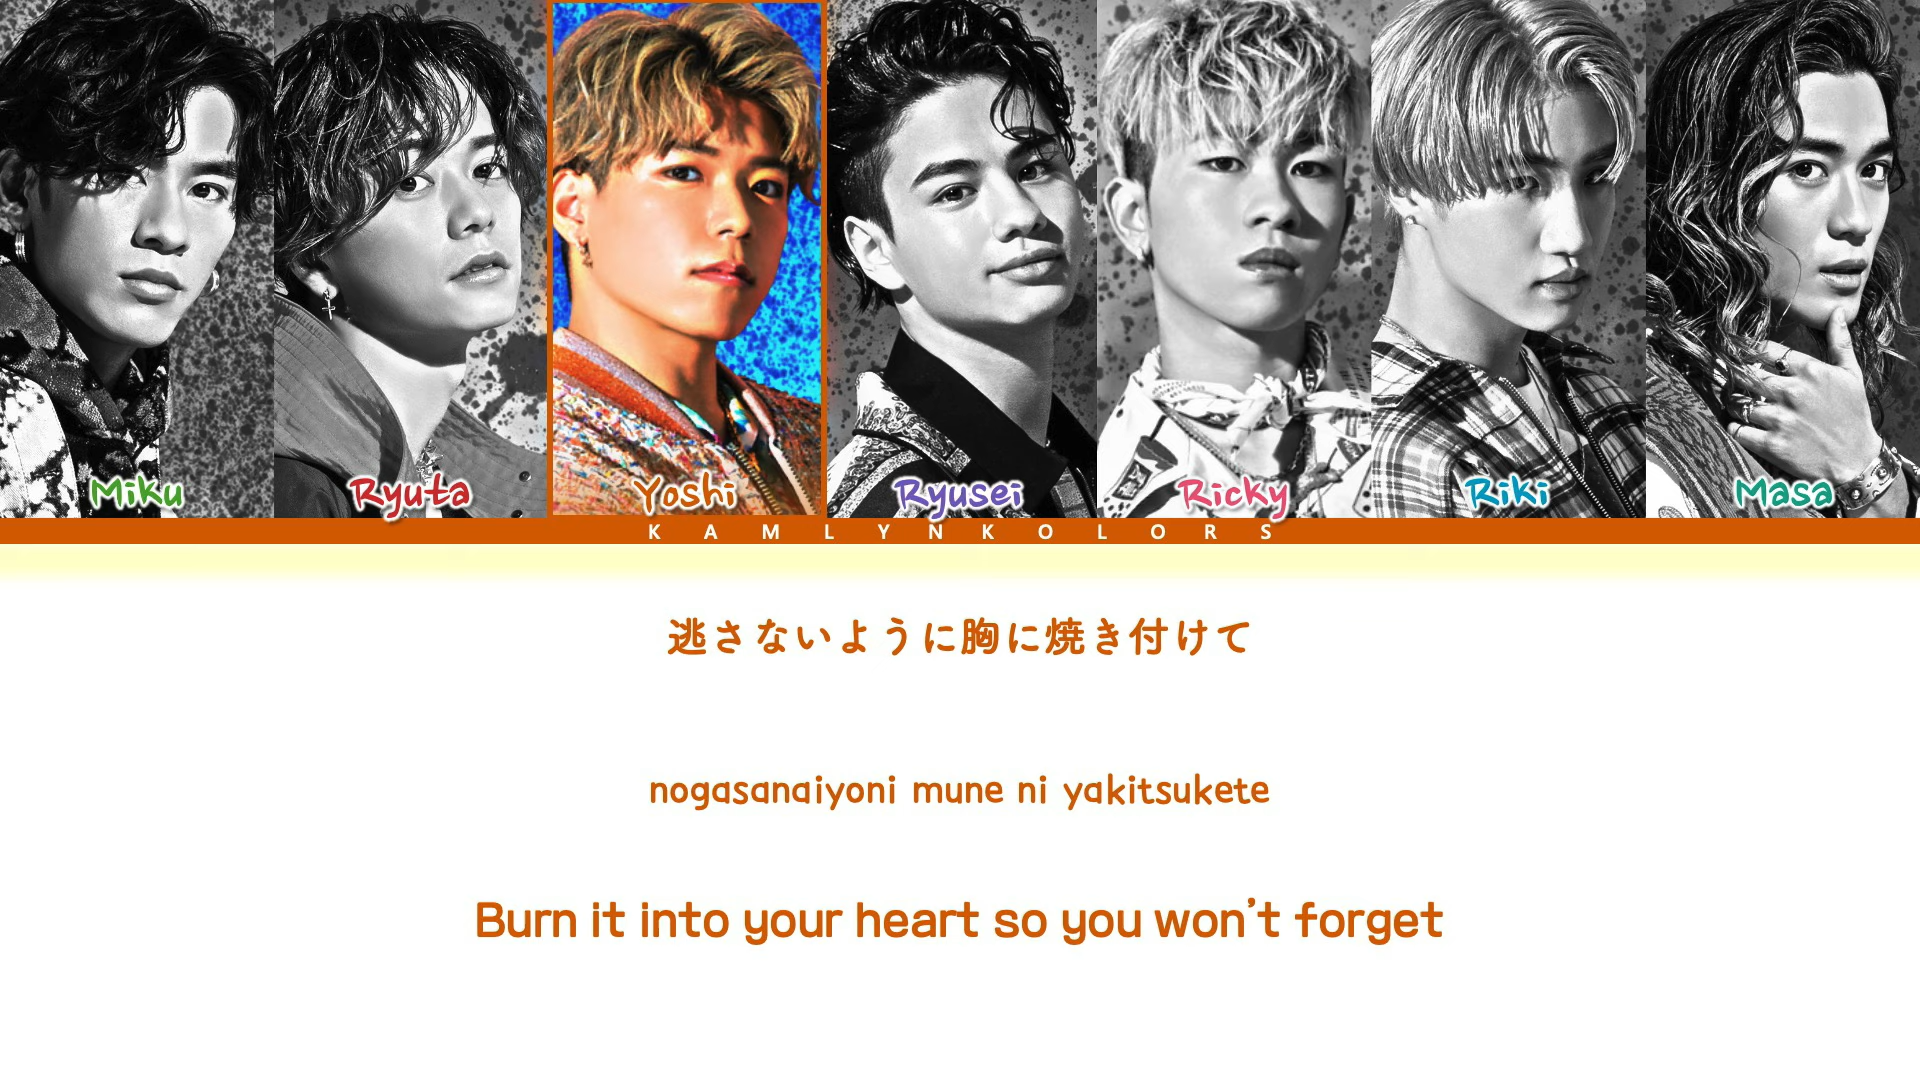 Miku Ryuta Yoshi Ryusei Ricky Riki Masa
KAMLYNKOLORS
逃さないように胸に焼き付けて
nogasanaiyoni mune ni yakitsukete
Burn it into your heart so you won't forget